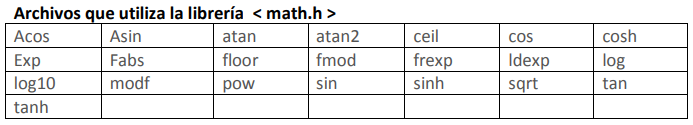 Archivos que utiliza la librería < math.h >
Acos Asin atan atan2 ceil cos cosh
Exp Fabs floor fmod frexp ldexp log
log10 modf pow sin sinh sqrt tan
tanh